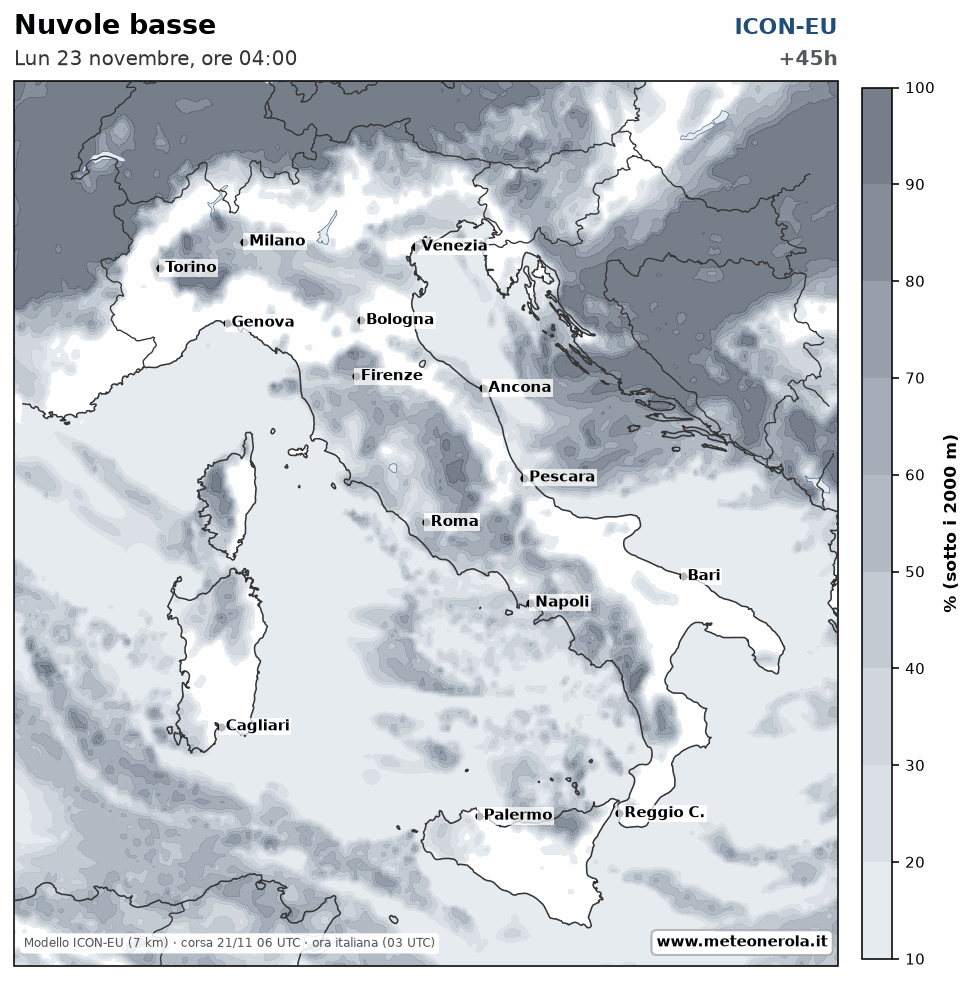 Nuvole basse
ICON-EU
Lun 23 novembre, ore 04:00
+45h
100
90
80
70
60
50
40
30
20
10
% (sotto i 2000 m)
Milano
Venezia
Torino
Genova
Bologna
Firenze
Ancona
Pescara
Roma
Bari
Napoli
Cagliari
Palermo
Reggio C.
Modello ICON-EU (7 km) · corsa 21/11 06 UTC · ora italiana (03 UTC)
www.meteonerola.it